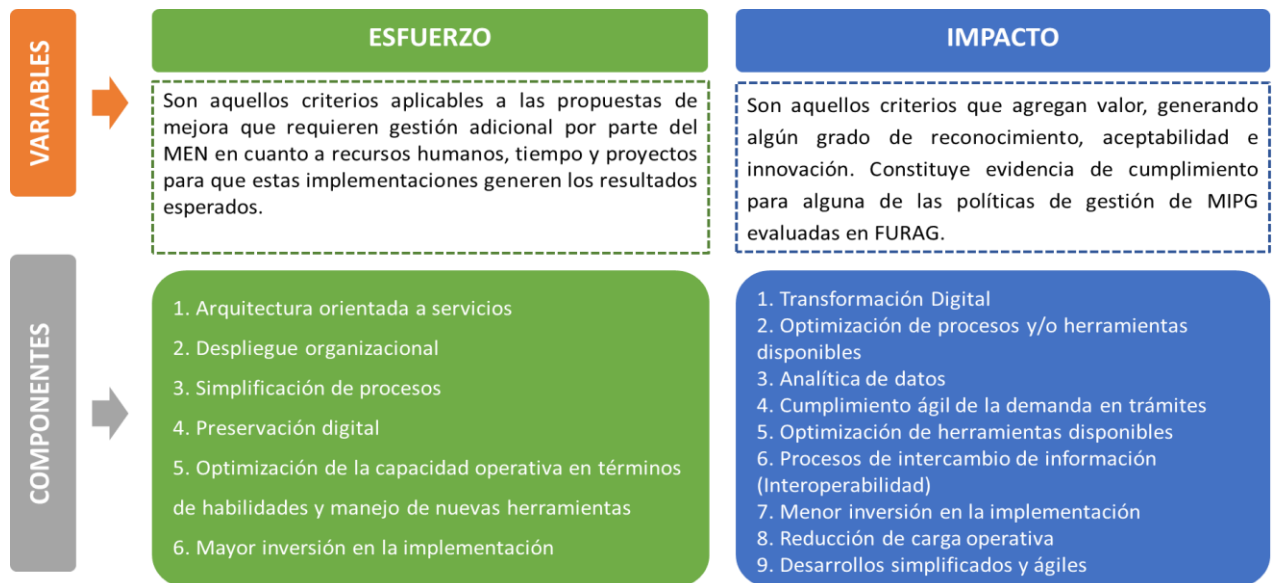 VARIABLES
ESFUERZO
Son aquellos criterios aplicables a las propuestas de
mejora que requieren gestión adicional por parte del
MEN en cuanto a recursos humanos, tiempo y proyectos
para que estas implementaciones generen los resultados
esperados.
IMPACTO
Son aquellos criterios que agregan valor, generando
algún grado de reconocimiento, aceptabilidad e
innovación. Constituye evidencia de cumplimiento
para alguna de las políticas de gestión de MIPG
evaluadas en FURAG.
COMPONENTES
1. Arquitectura orientada a servicios
2. Despliegue organizacional
3. Simplificación de procesos
4. Preservación digital
5. Optimización de la capacidad operativa en términos
de habilidades y manejo de nuevas herramientas
6. Mayor inversión en la implementación
1. Transformación Digital
2. Optimización de procesos y/o herramientas
disponibles
3. Analítica de datos
4. Cumplimiento ágil de la demanda en trámites
5. Optimización de herramientas disponibles
6. Procesos de intercambio de información
(Interoperabilidad)
7. Menor inversión en la implementación
8. Reducción de carga operativa
9. Desarrollos simplificados y ágiles